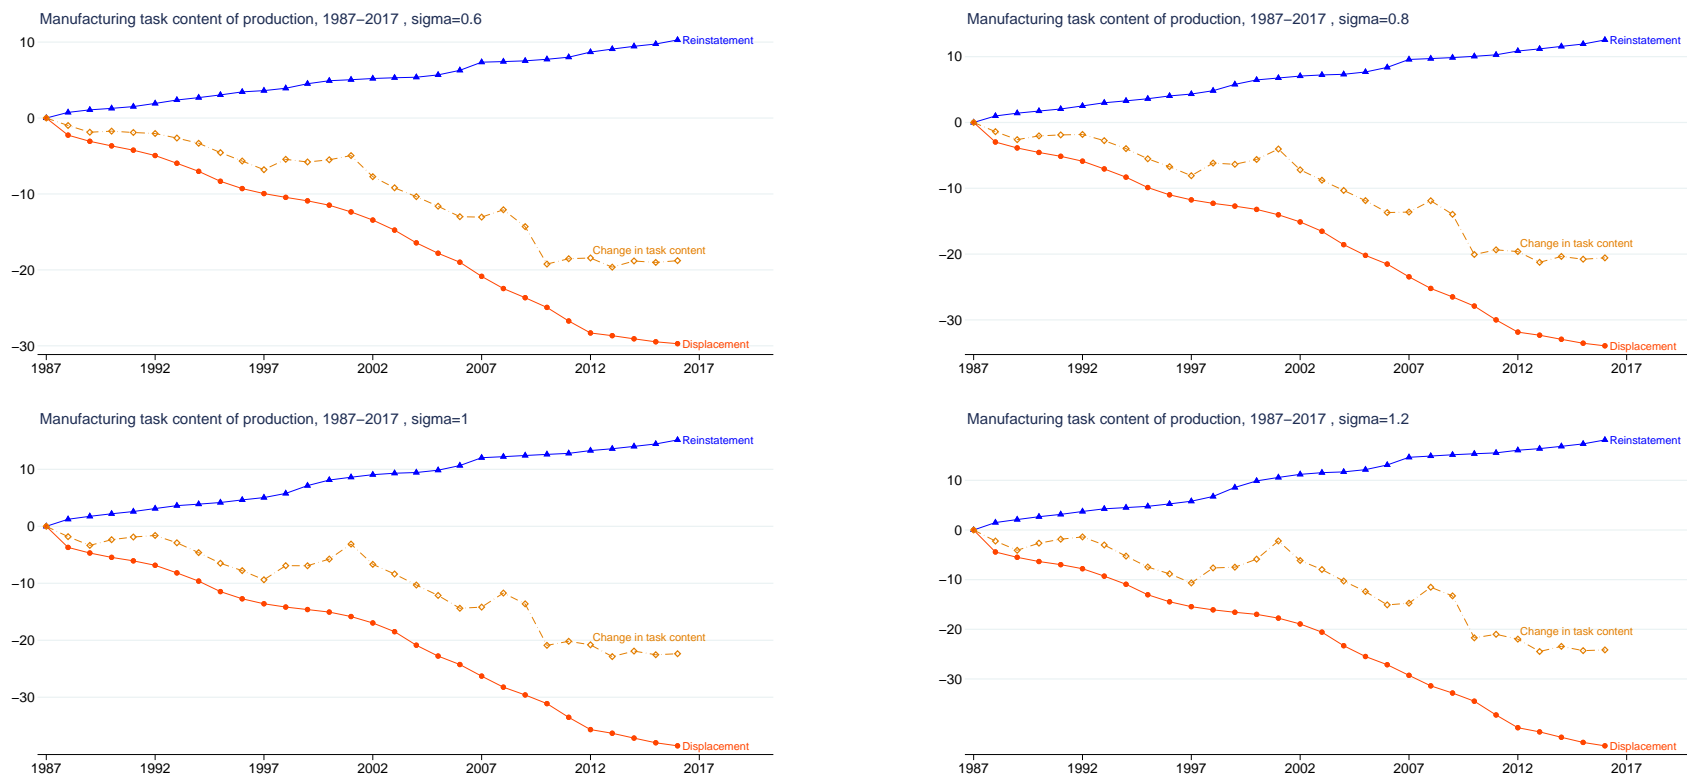 Manufacturing task content of production, 1987–2017 , sigma=0.6
10
0
–10
–20
–30
Reinstatement
Change in task content
Displacement
1987 1992 1997 2002 2007 2012 2017
Manufacturing task content of production, 1987–2017 , sigma=0.8
10
0
–10
–20
–30
Reinstatement
Change in task content
Displacement
1987 1992 1997 2002 2007 2012 2017
Manufacturing task content of production, 1987–2017 , sigma=1
10
0
–10
–20
–30
Reinstatement
Change in task content
Displacement
1987 1992 1997 2002 2007 2012 2017
Manufacturing task content of production, 1987–2017 , sigma=1.2
10
0
–10
–20
–30
Reinstatement
Change in task content
Displacement
1987 1992 1997 2002 2007 2012 2017